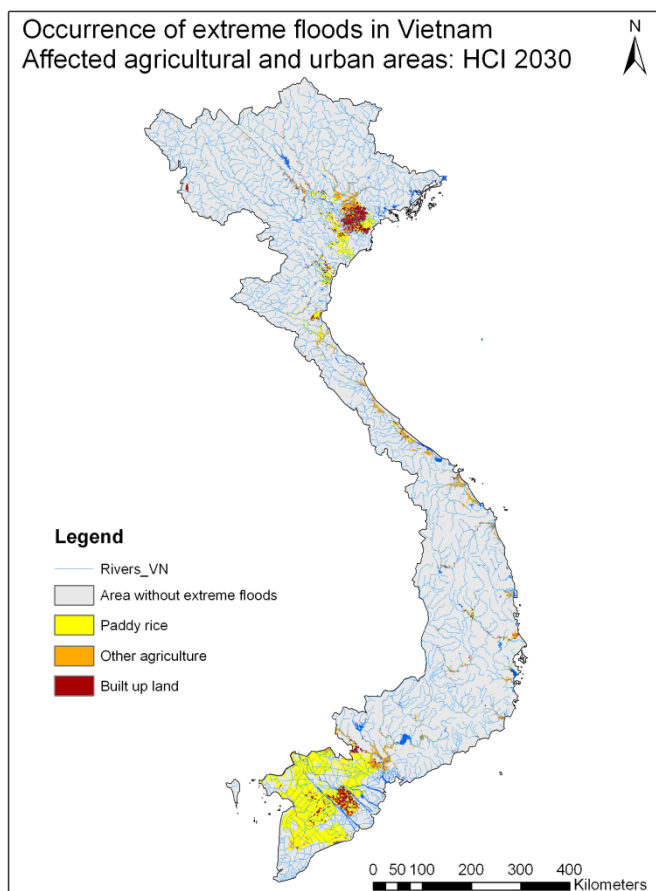 Occurrence of extreme floods in Vietnam
Affected agricultural and urban areas: HCI 2030
N
Legend
Rivers_VN
Area without extreme floods
Paddy rice
Other agriculture
Built up land
0 50 100 200 300 400
Kilometers